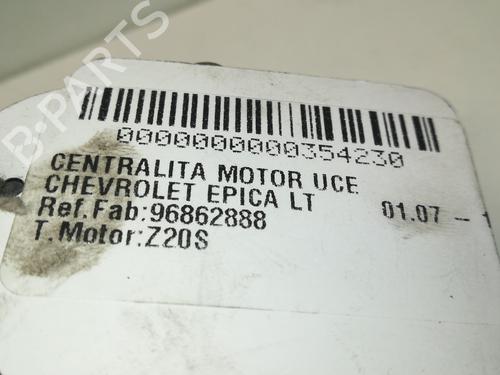 B-PARTS
0000000000354230
CENTRALITA MOTOR UCE
CHEVROLET EPICA LT 01.07 -
Ref.Fab:96862888
T.Motor:Z20S